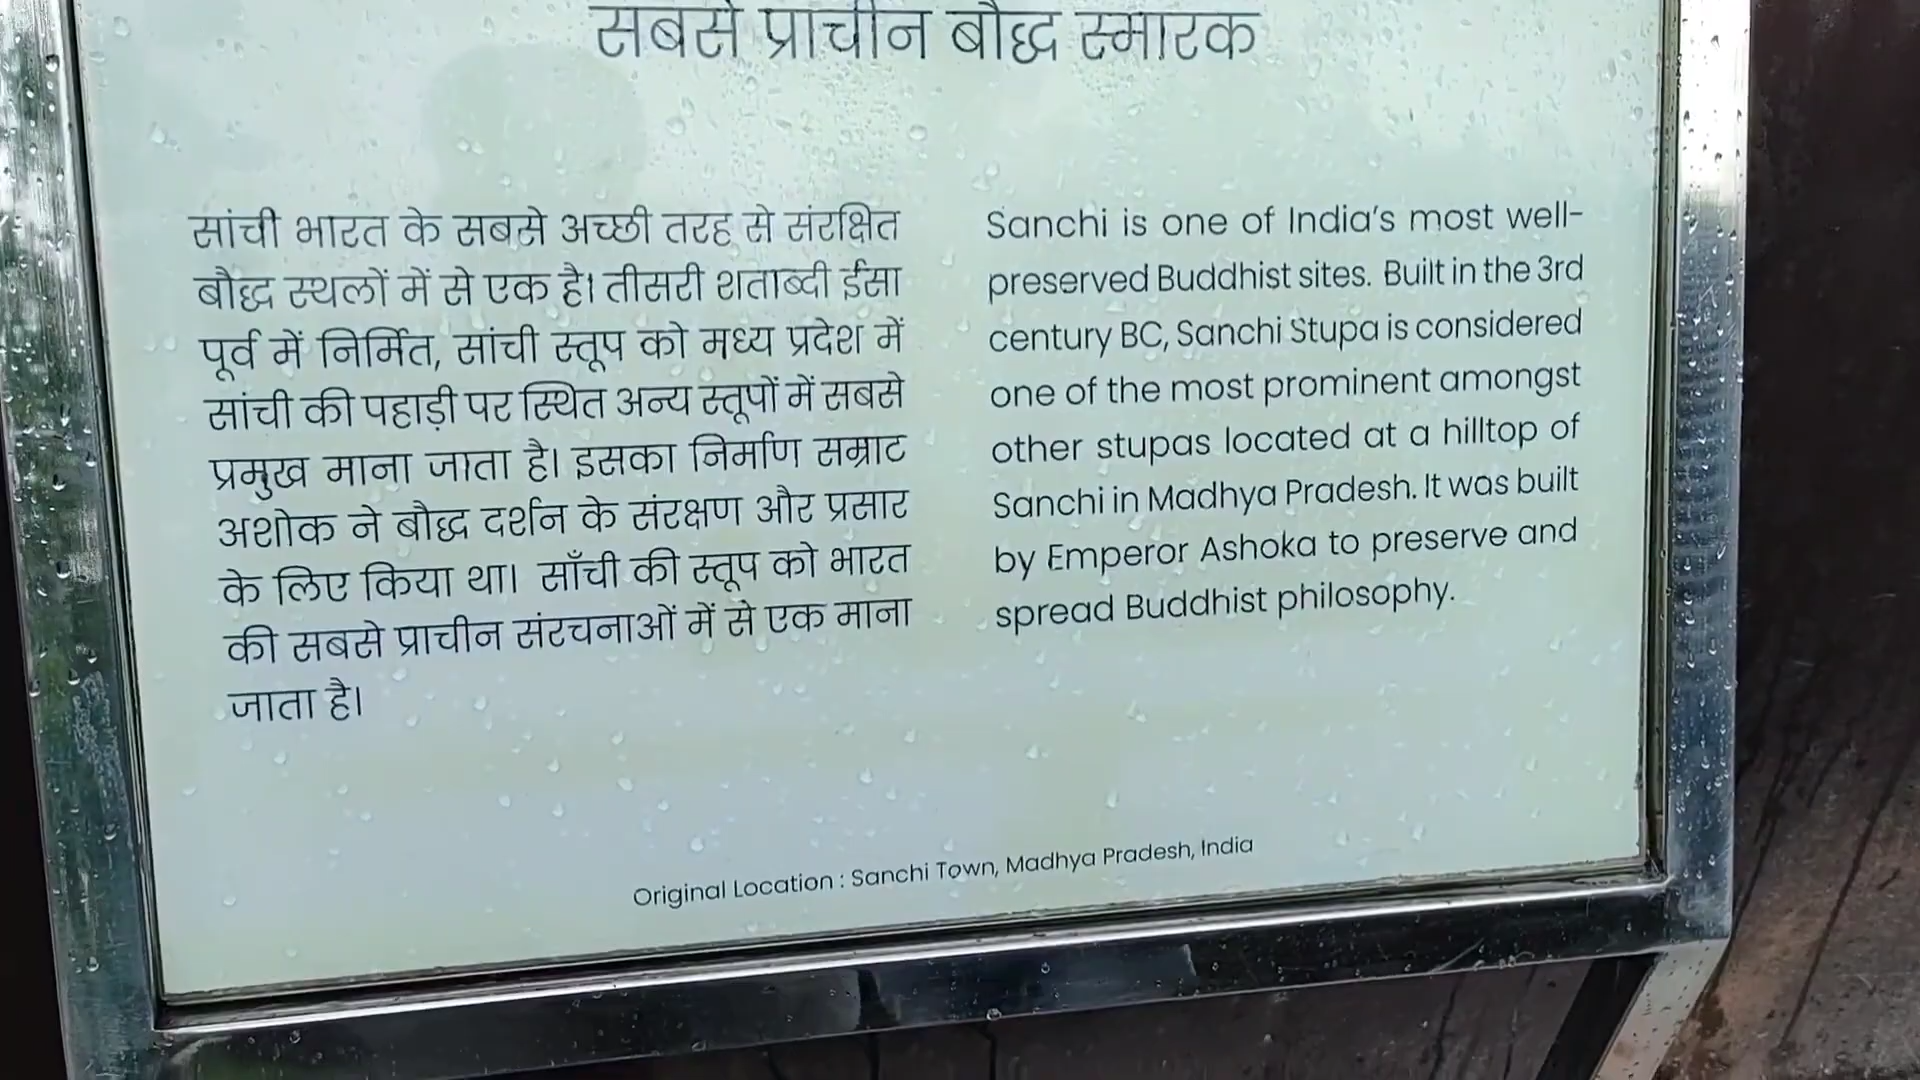 सबसे प्राचीन बौद्ध स्मारक
सांची भारत के सबसे अच्छी तरह से संरक्षित
बौद्ध स्थलों में से एक है। तीसरी शताब्दी ईसा
पूर्व में निर्मित, सांची स्तूप को मध्य प्रदेश में
सांची की पहाड़ी पर स्थित अन्य स्तूपों में सबसे
प्रमुख माना जाता है। इसका निर्माण सम्राट
अशोक ने बौद्ध दर्शन के संरक्षण और प्रसार
के लिए किया था। साँची की स्तूप को भारत
की सबसे प्राचीन संरचनाओं में से एक माना
जाता है।
Sanchi is one of India's most well-
preserved Buddhist sites. Built in the 3rd
century BC, Sanchi Stupa is considered
one of the most prominent amongst
other stupas located at a hilltop of
Sanchi in Madhya Pradesh. It was built
by Emperor Ashoka to preserve and
spread Buddhist philosophy.
Original Location : Sanchi Town, Madhya Pradesh, India